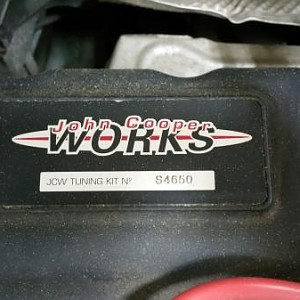 John Cooper
WORKS
JCW TUNING KIT Nº S4650